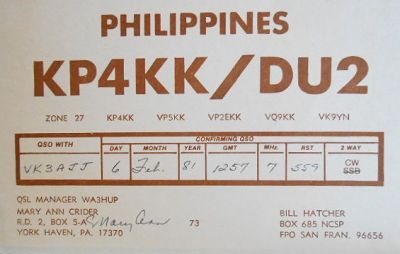 PHILIPPINES
KP4KK/DU2
ZONE 27 KP4KK VP5KK VP2EKK VQ9KK VK9YN
CONFIRMING QSO
QSO WITH DAY MONTH YEAR GMT MHz. RST 2 WAY
VK3AJJ 6 Feb. 81 1257 7 559 CW
SSB
QSL MANAGER WA3HUP
MARY ANN CRIDER
R.D. 2, BOX 5-A Mary Ann 73
YORK HAVEN, PA. 17370
BILL HATCHER
BOX 685 NCSP
FPO SAN FRAN. 96656